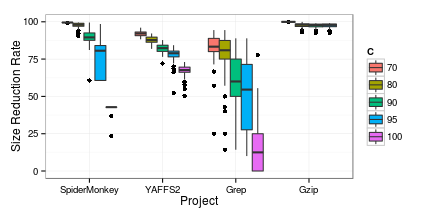 Size Reduction Rate
100
75
50
25
0
SpiderMonkey
YAFFS2
Grep
Gzip
Project
C
70
80
90
95
100